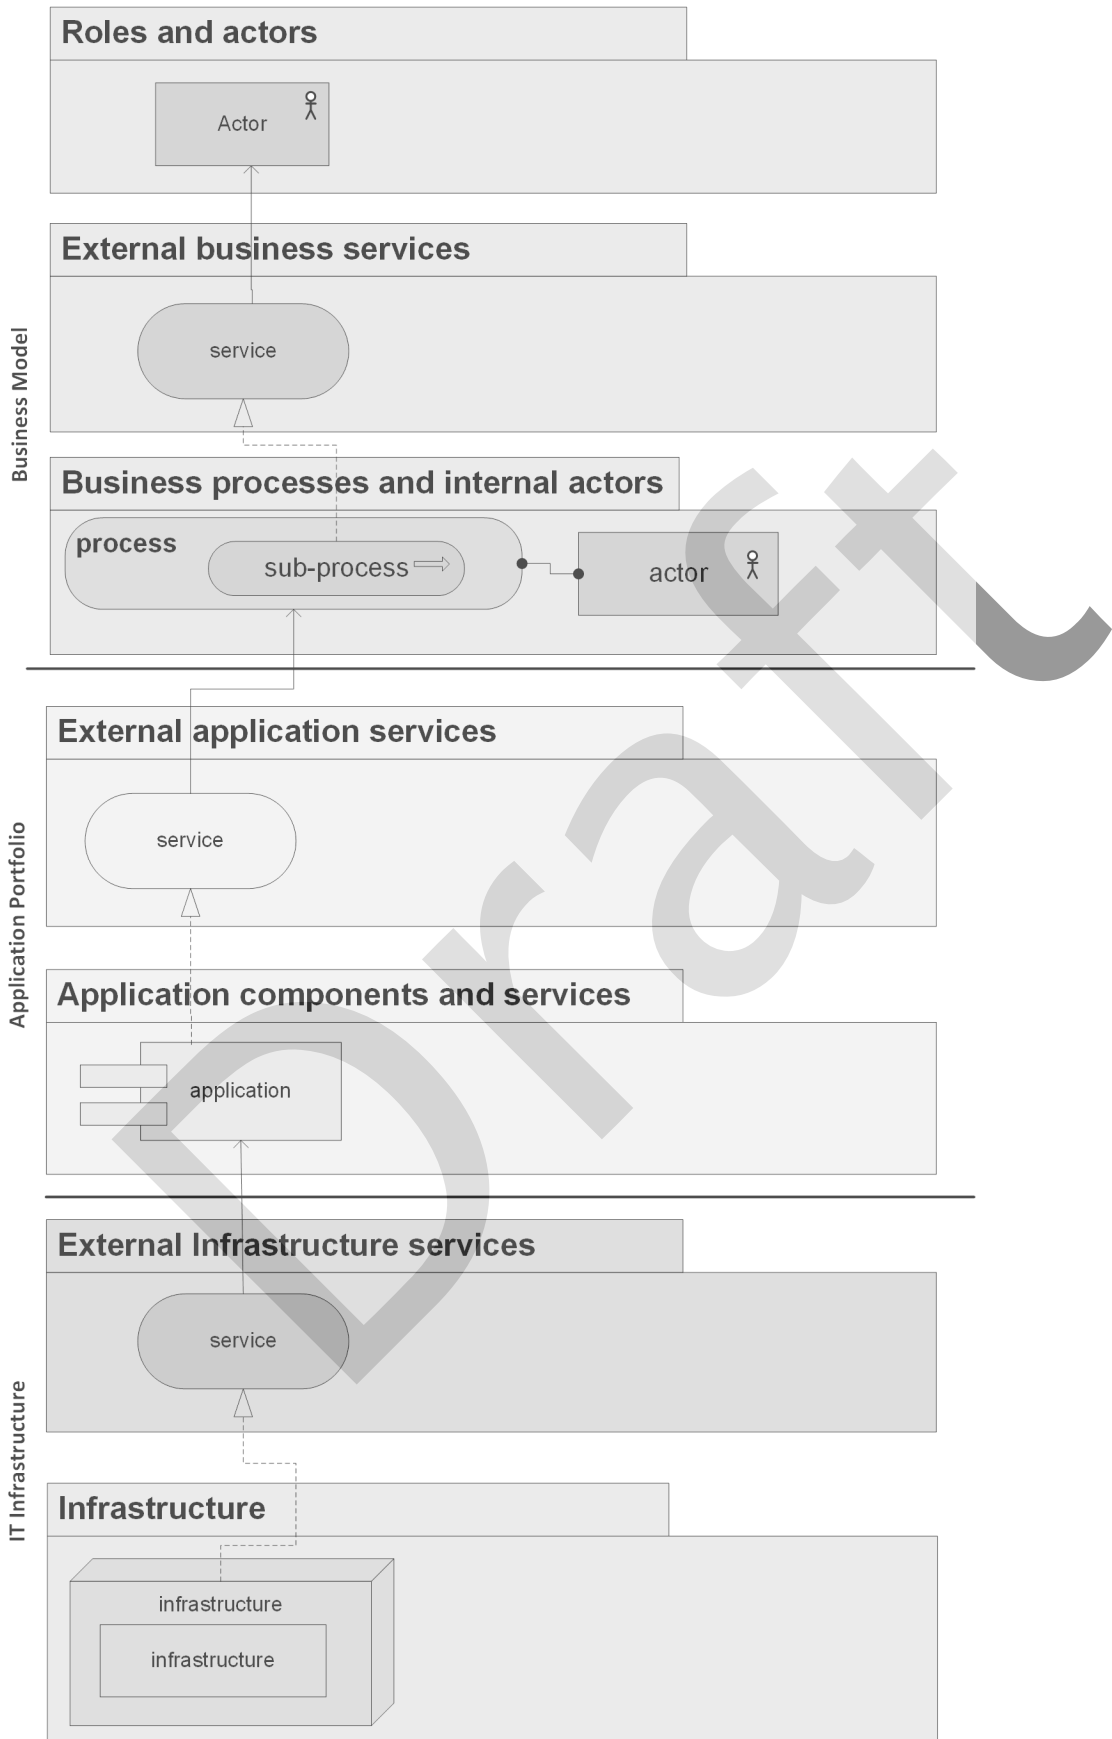 Roles and actors
Actor
External business services
service
Business Model
Business processes and internal actors
process
sub-process
actor
External application services
service
Application Portfolio
Application components and services
application
External Infrastructure services
service
IT Infrastructure
Infrastructure
infrastructure
infrastructure
Draft